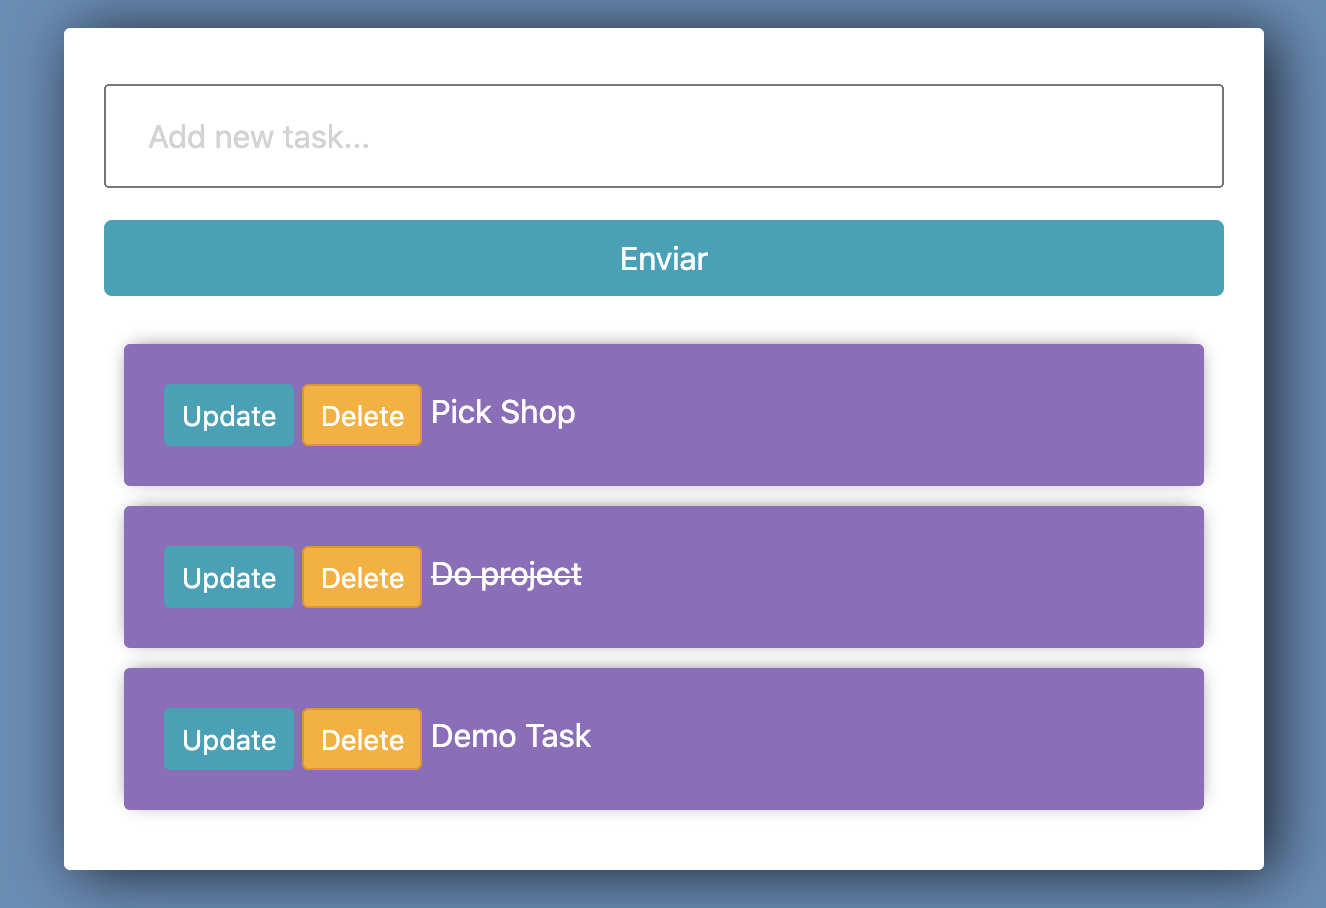 Add new task...
Enviar
Update Delete Pick Shop
Update Delete Do project
Update Delete Demo Task